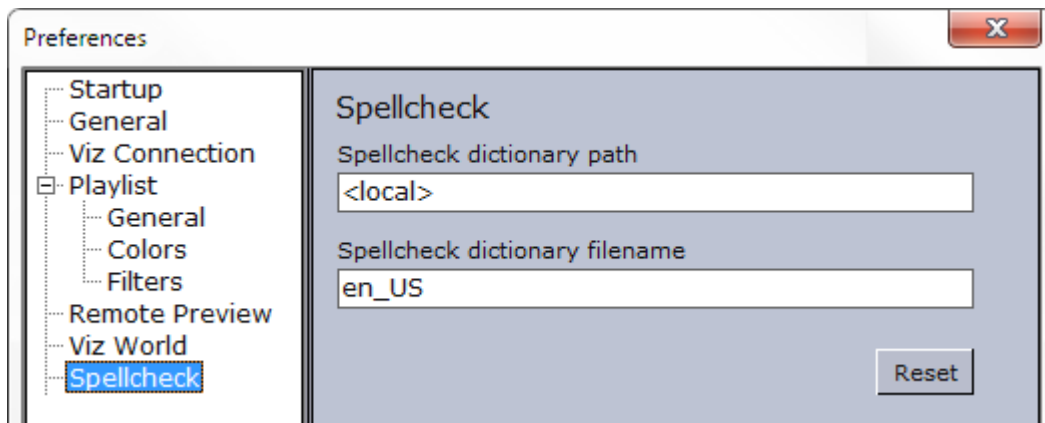 Preferences
Startup
General
Viz Connection
Playlist
General
Colors
Filters
Remote Preview
Viz World
Spellcheck
Spellcheck
Spellcheck dictionary path
<local>
Spellcheck dictionary filename
en_US
Reset